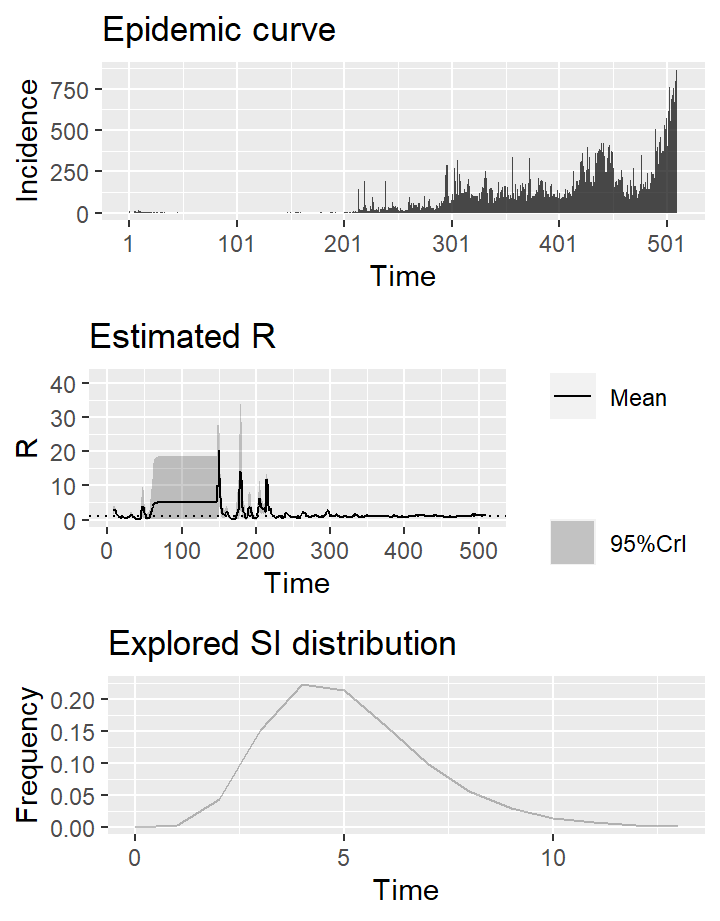 Epidemic curve
Incidence
750
500
250
0
1 101 201 301 401 501
Time
Estimated R
R
40
30
20
10
0
0 100 200 300 400 500
Time
Mean
95%CrI
Explored SI distribution
Frequency
0.20
0.15
0.10
0.05
0.00
0 5 10
Time